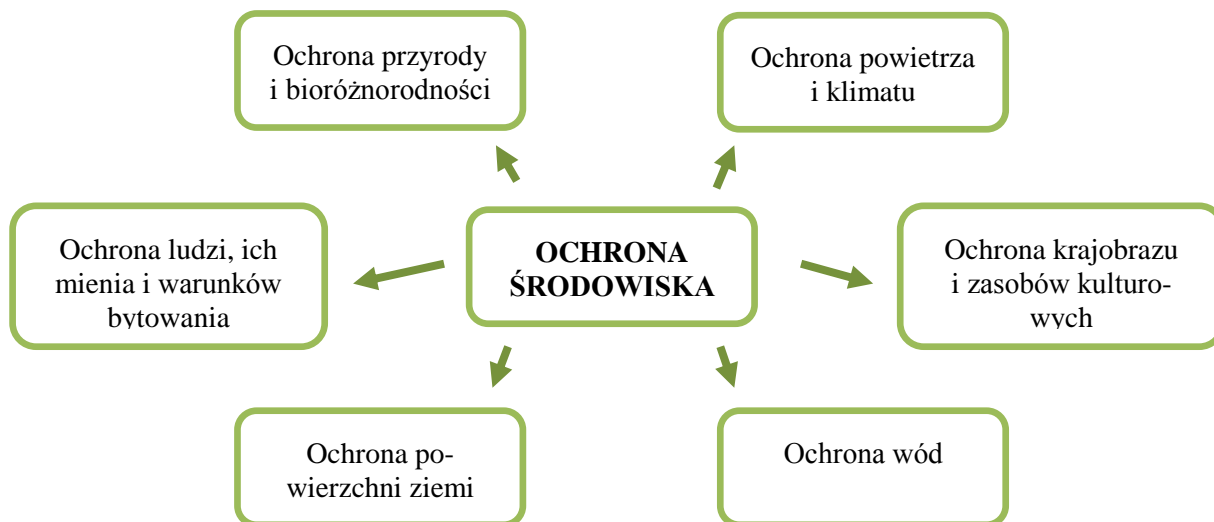 Ochrona przyrody
i bioróżnorodności
Ochrona powietrza
i klimatu
Ochrona ludzi, ich
mienia i warunków
bytowania
OCHRONA
ŚRODOWISKA
Ochrona krajobrazu
i zasobów kulturo-
wych
Ochrona po-
wierzchni ziemi
Ochrona wód